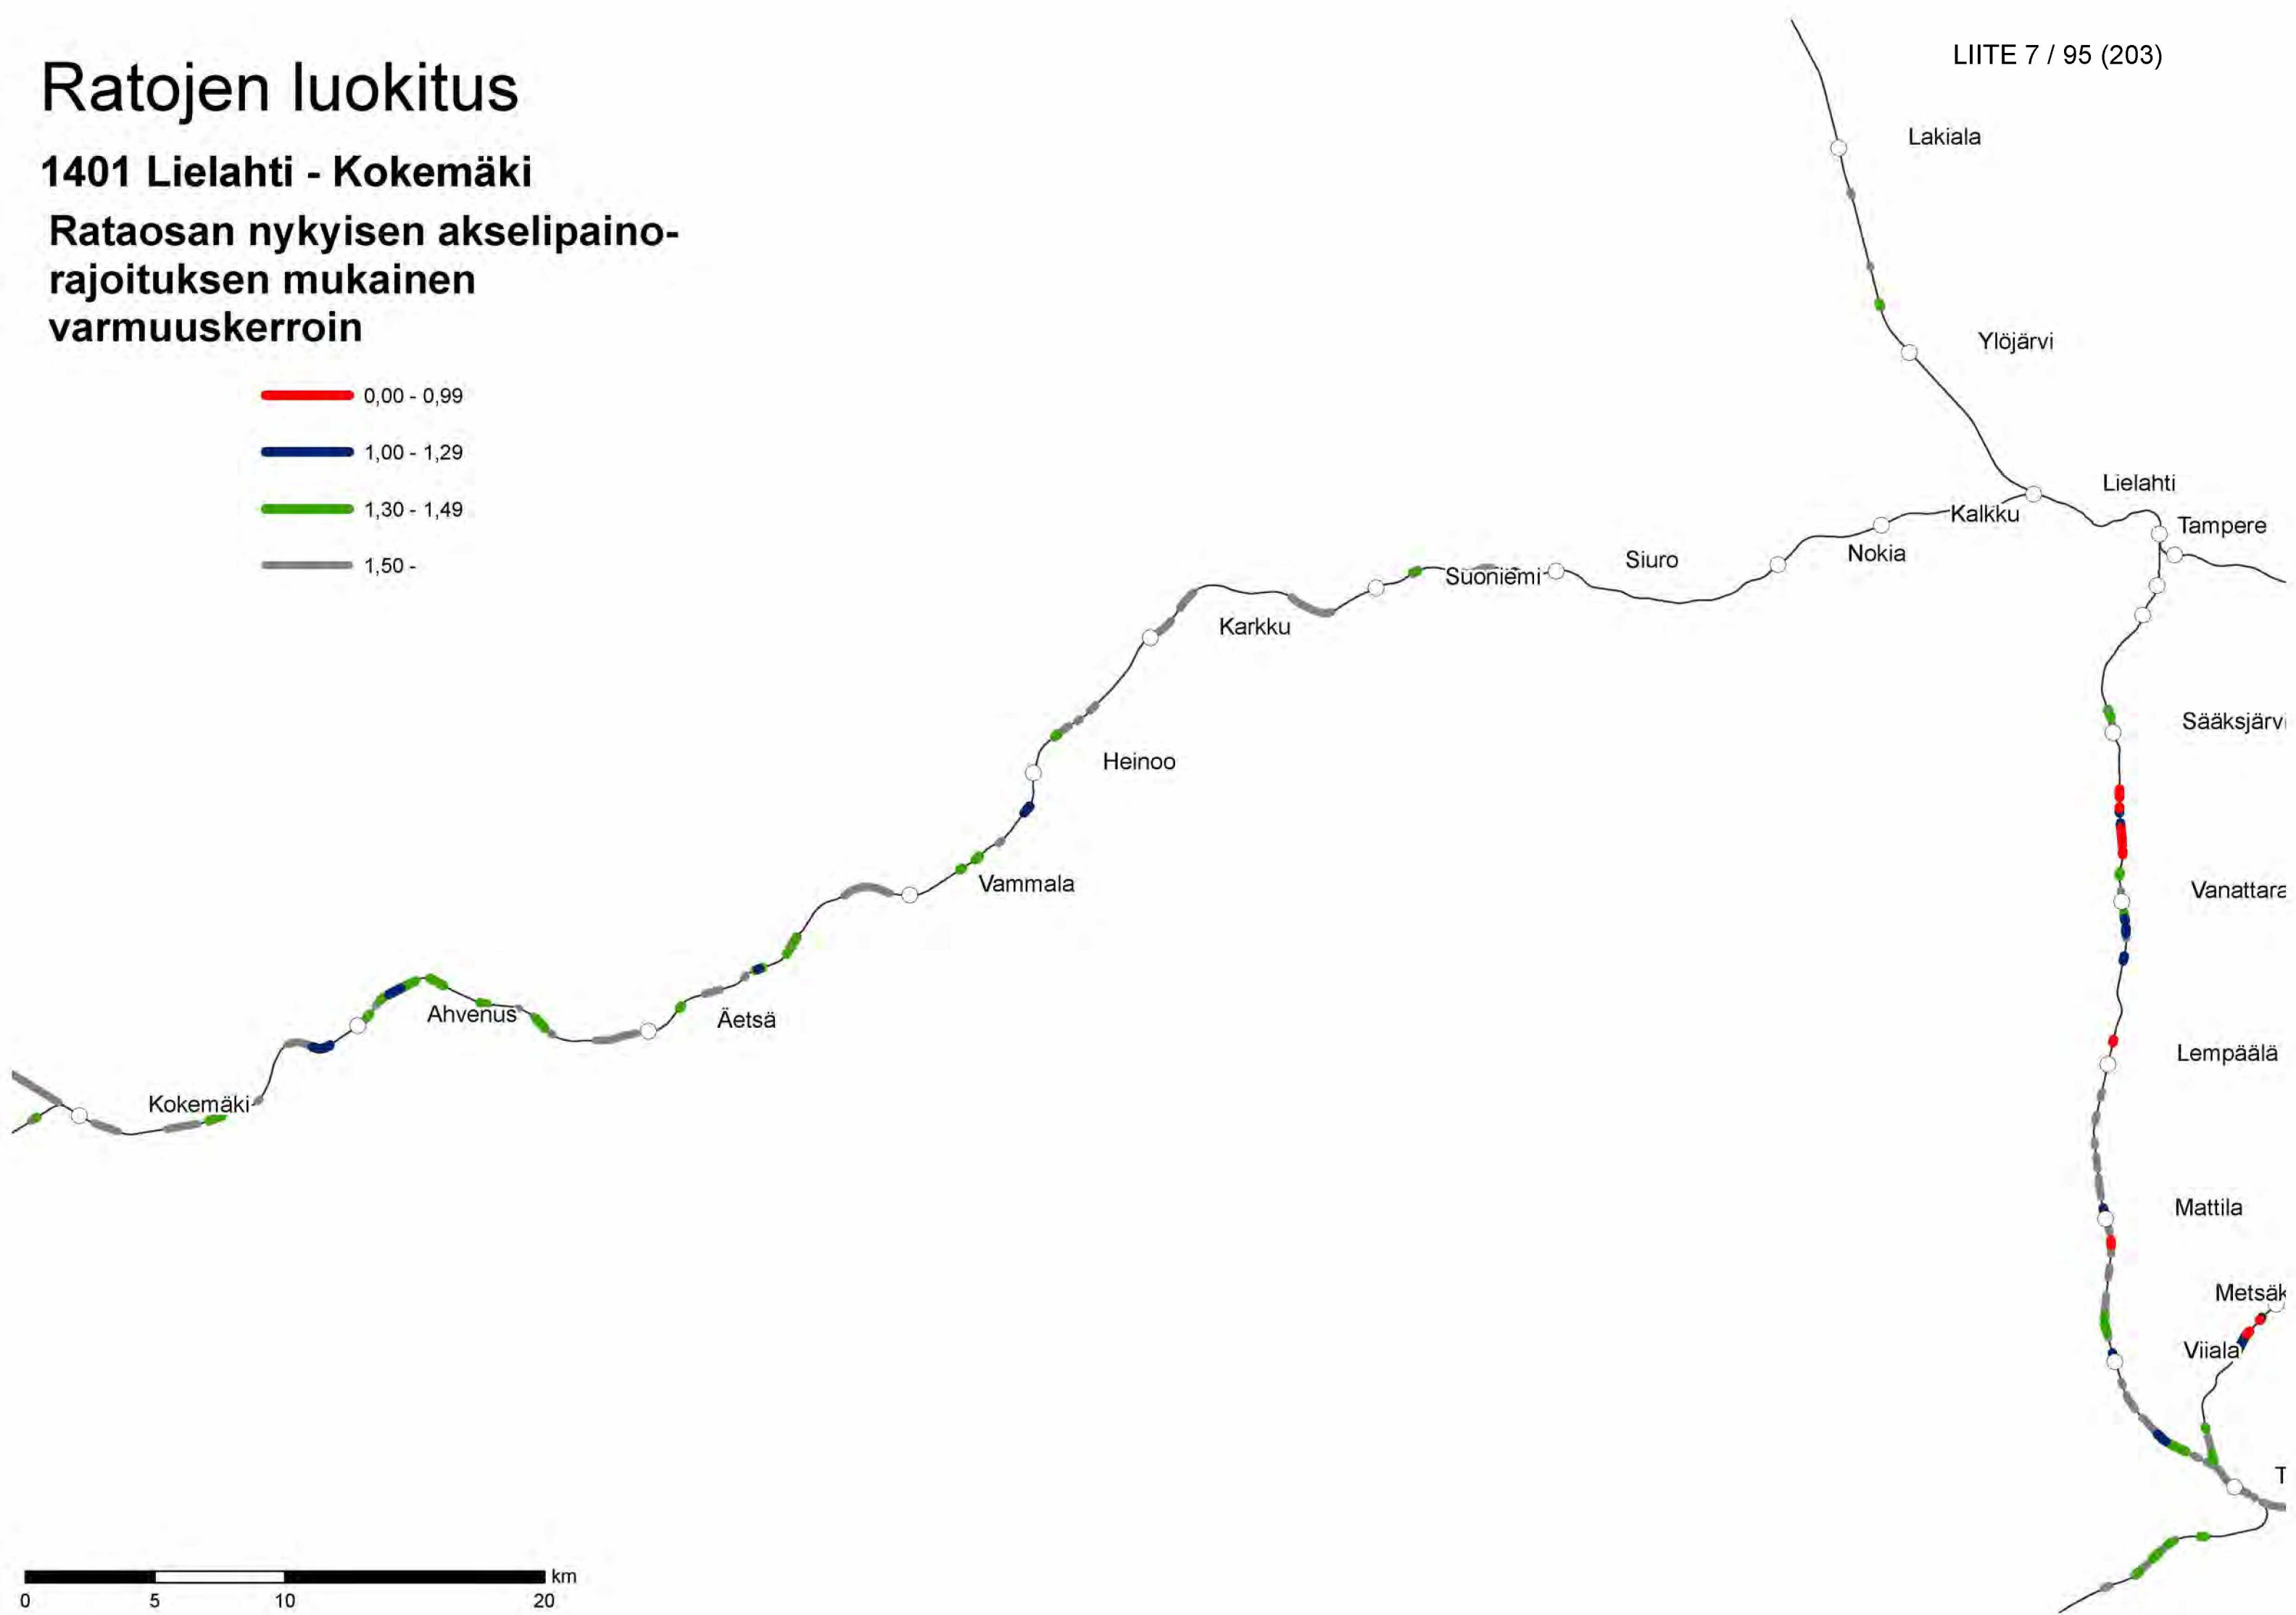 LIITE 7 / 95 (203)
Ratojen luokitus
1401 Lielahti - Kokemäki
Rataosan nykyisen akselipaino-
rajoituksen mukainen
varmuuskerroin
0,00 - 0,99
1,00 - 1,29
1,30 - 1,49
1,50 -
Lakiala
Ylöjärvi
Lielahti
Kalkku
Tampere
Nokia
Siuro
Suoniemi
Karkku
Sääksjärvi
Heinoo
Vammala
Vanattara
Ahvenus
Äetsä
Lempäälä
Kokemäki
Mattila
Metsäk
Viiala
T
km
0 5 10 20